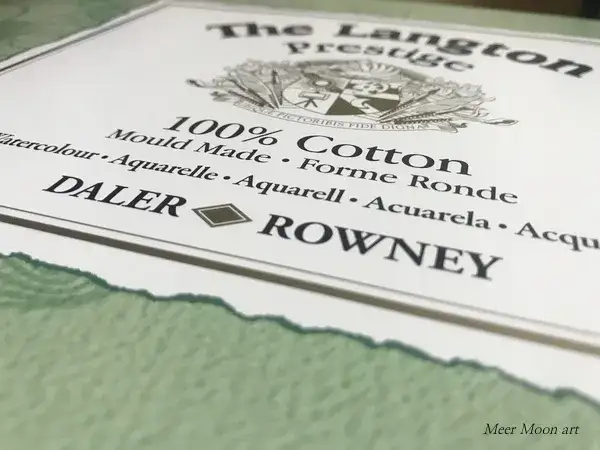 The Langton
Prestige
PICTORIBUS FIDE DIGNA
100% Cotton
Mould Made • Forme Ronde
Watercolour • Aquarelle • Aquarell • Acuarela • Acqu
DALER ROWNEY
Meer Moon art